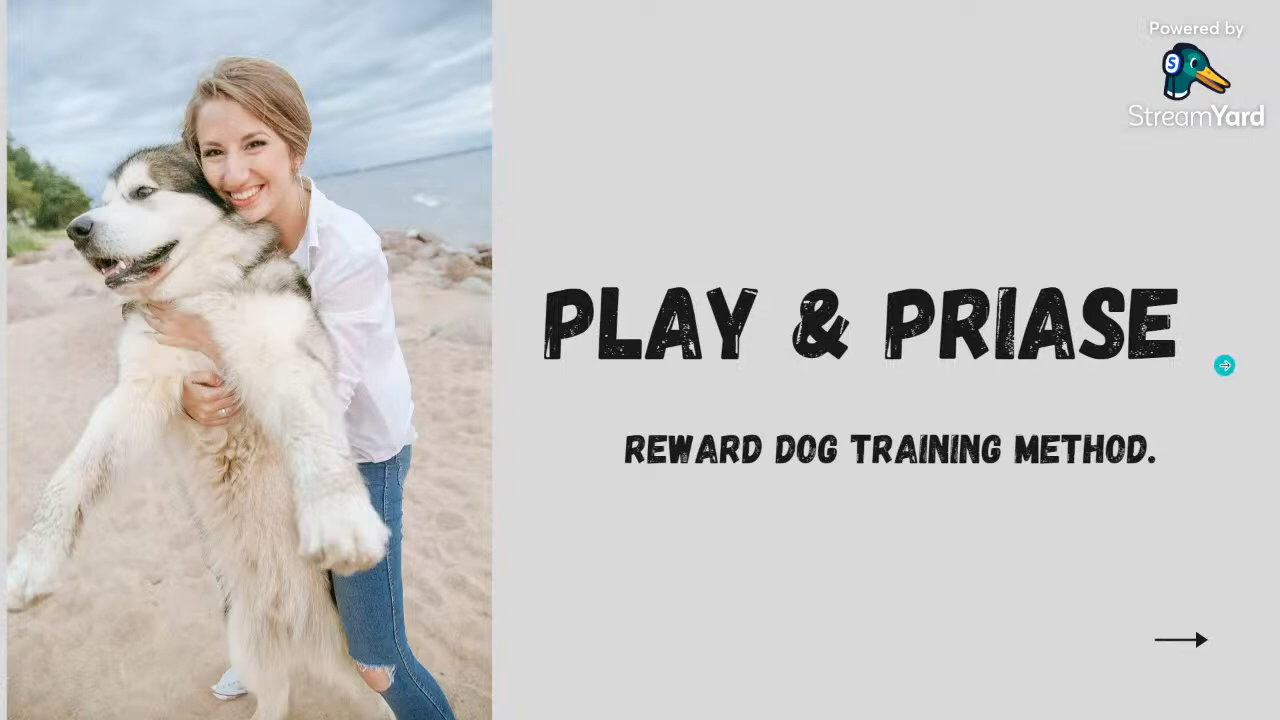 Powered by
StreamYard
PLAY & PRIASE
REWARD DOG TRAINING METHOD.